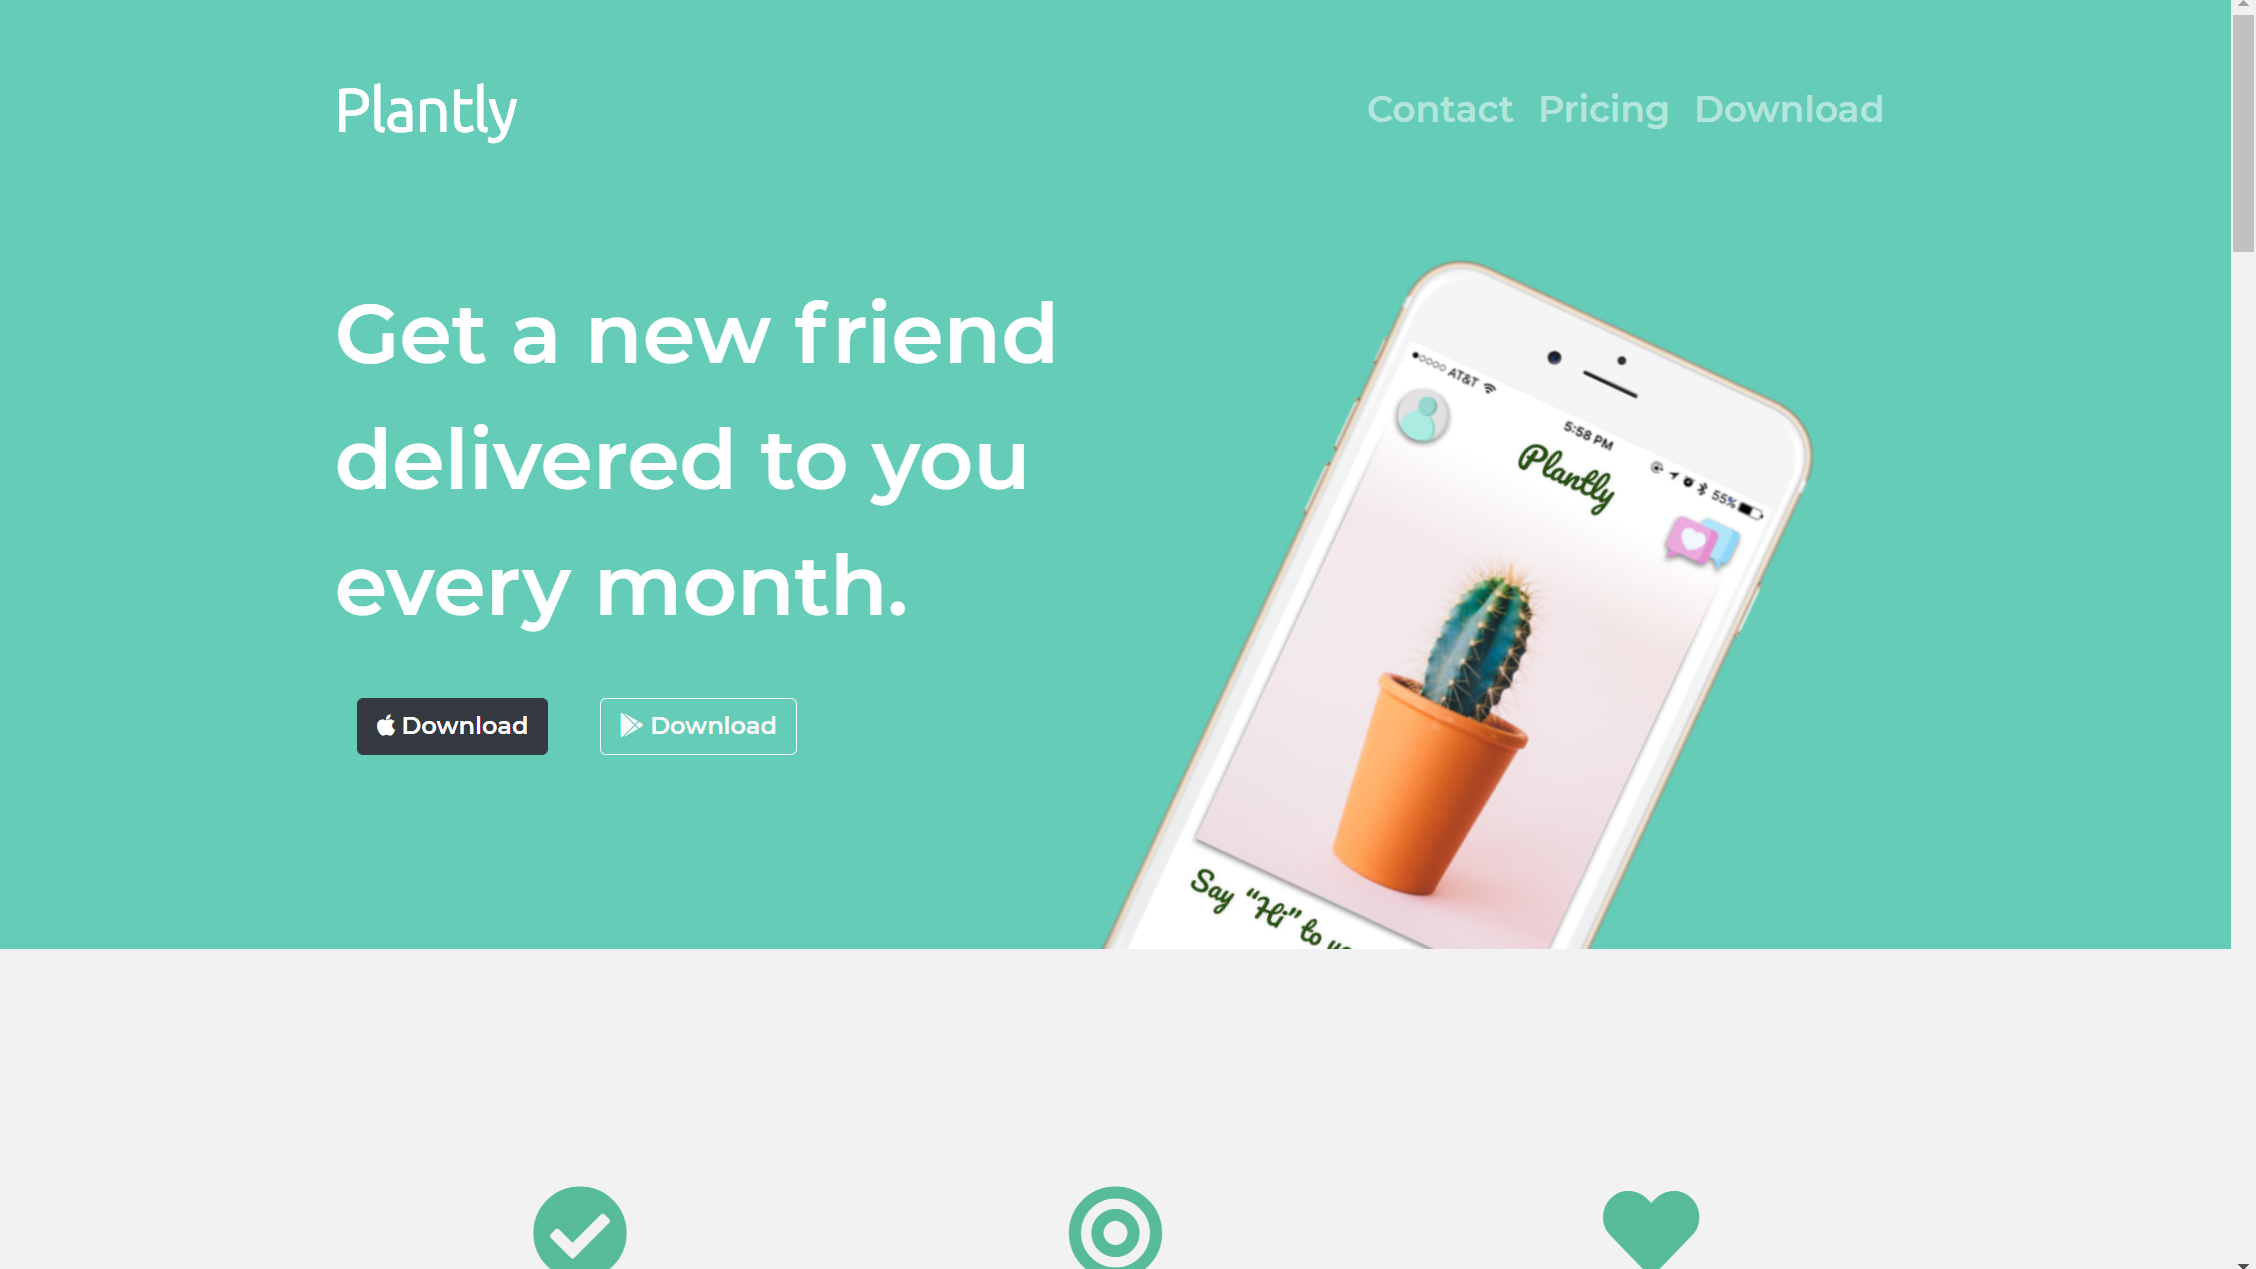 Plantly
Contact Pricing Download
Get a new friend
delivered to you
every month.
Download
Download
AT&T
5:58 PM
55%
Plantly
Say "Hi" to